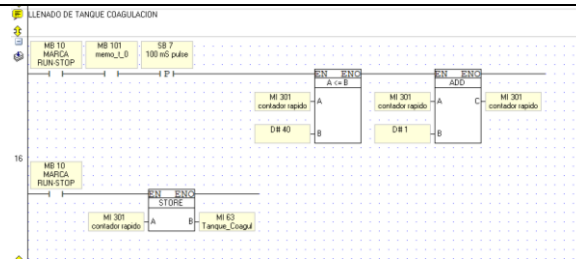 LLENADO DE TANQUE COAGULACION
MB 10 MB 101 SB 7
MARCA memo_t_0 100 mS pulse
RUN-STOP
P
EN ENO EN ENO
A <= B ADD
MI 301 MI 301 MI 301
contador rapido A contador rapido A C contador rapido
D# 40 B D# 1 B
16
MB 10
MARCA
RUN-STOP
EN ENO
STORE
MI 301 MI 63
contador rapido A B Tanque_Coagul